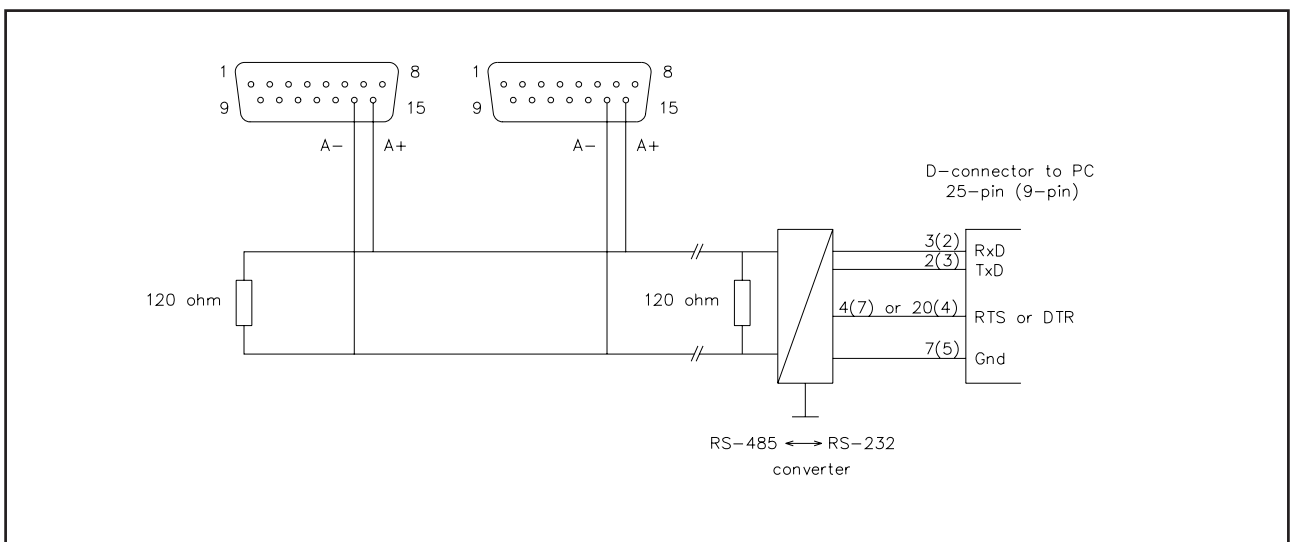 1
8
9
15
A-
A+
1
8
9
15
A-
A+
D-connector to PC
25-pin (9-pin)
3(2)
RxD
2(3)
TxD
120 ohm
120 ohm
4(7) or 20(4)
RTS or DTR
7(5)
Gnd
RS-485 ⟷ RS-232
converter